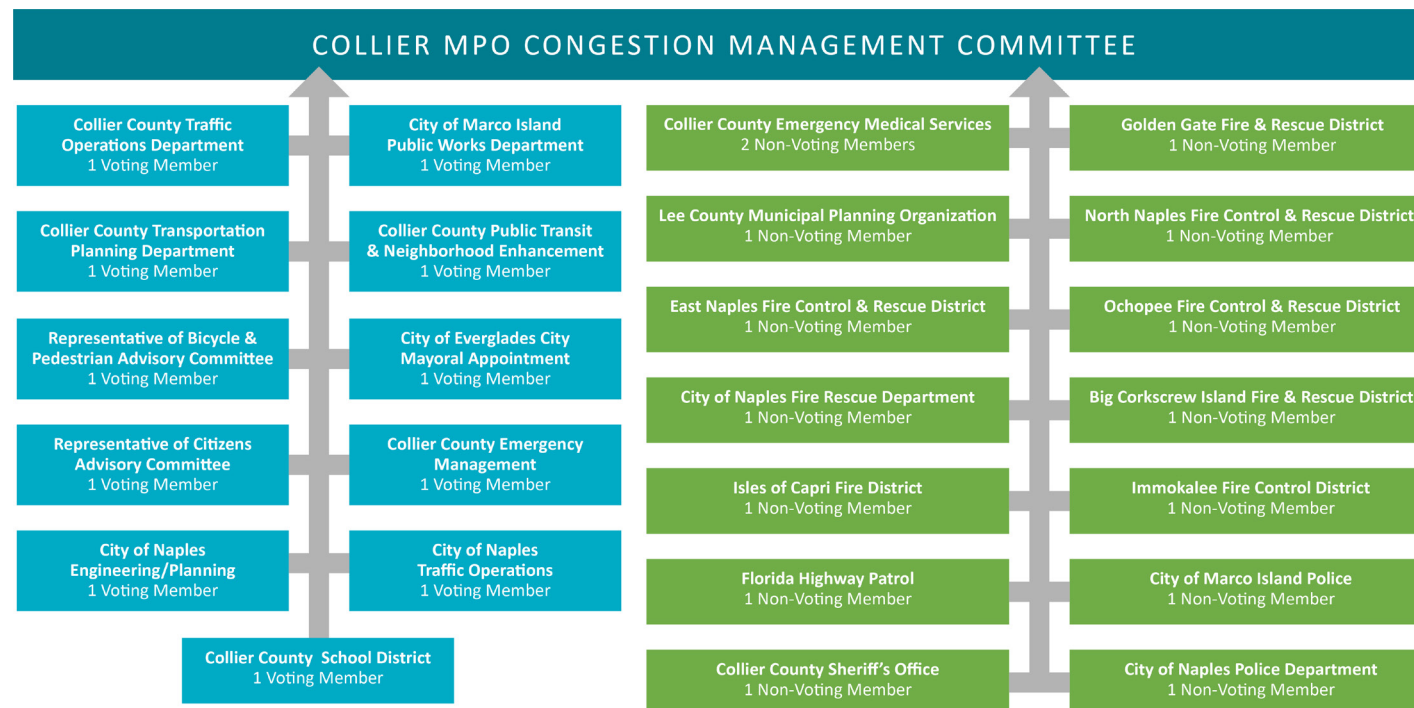 COLLIER MPO CONGESTION MANAGEMENT COMMITTEE
Collier County Traffic
Operations Department
1 Voting Member
City of Marco Island
Public Works Department
1 Voting Member
Collier County Transportation
Planning Department
1 Voting Member
Collier County Public Transit
& Neighborhood Enhancement
1 Voting Member
Representative of Bicycle &
Pedestrian Advisory Committee
1 Voting Member
City of Everglades City
Mayoral Appointment
1 Voting Member
Representative of Citizens
Advisory Committee
1 Voting Member
Collier County Emergency
Management
1 Voting Member
City of Naples
Engineering/Planning
1 Voting Member
City of Naples
Traffic Operations
1 Voting Member
Collier County School District
1 Voting Member
Collier County Emergency Medical Services
2 Non-Voting Members
Golden Gate Fire & Rescue District
1 Non-Voting Member
Lee County Municipal Planning Organization
1 Non-Voting Member
North Naples Fire Control & Rescue District
1 Non-Voting Member
East Naples Fire Control & Rescue District
1 Non-Voting Member
Ochopee Fire Control & Rescue District
1 Non-Voting Member
City of Naples Fire Rescue Department
1 Non-Voting Member
Big Corkscrew Island Fire & Rescue District
1 Non-Voting Member
Isles of Capri Fire District
1 Non-Voting Member
Immokalee Fire Control District
1 Non-Voting Member
Florida Highway Patrol
1 Non-Voting Member
City of Marco Island Police
1 Non-Voting Member
Collier County Sheriff's Office
1 Non-Voting Member
City of Naples Police Department
1 Non-Voting Member